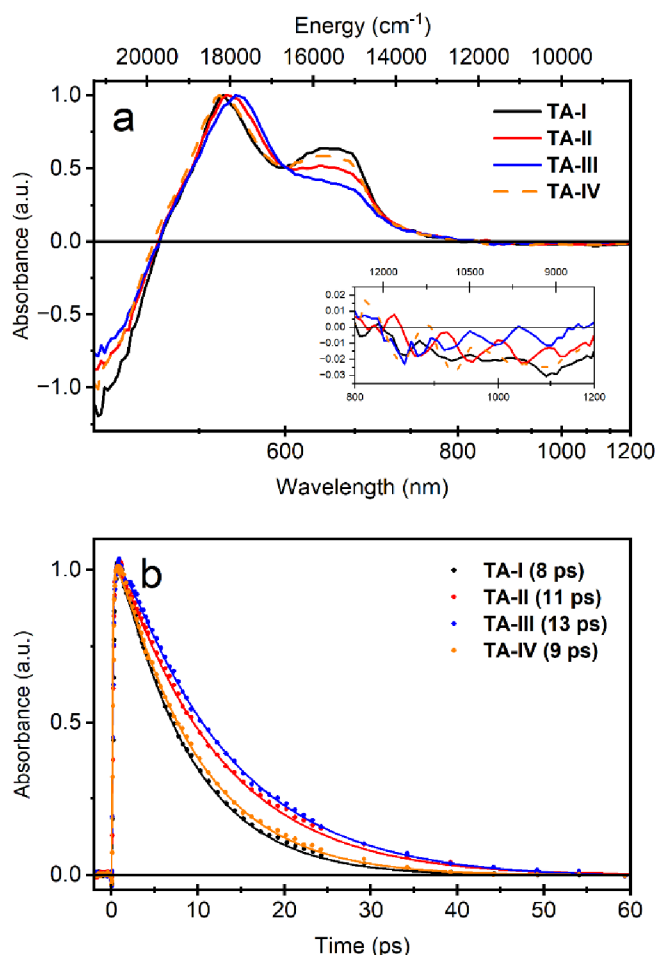 Energy (cm⁻¹)
20000 18000 16000 14000 12000 10000
a
TA-I
TA-II
TA-III
TA-IV
1.0
0.5
0.0
−0.5
−1.0
Absorbance (a.u.)
12000 10500 9000
0.02
0.01
0.00
−0.01
−0.02
−0.03
800 1000 1200
600 800 1000 1200
Wavelength (nm)
b
TA-I (8 ps)
TA-II (11 ps)
TA-III (13 ps)
TA-IV (9 ps)
1.0
0.5
0.0
Absorbance (a.u.)
0 10 20 30 40 50 60
Time (ps)